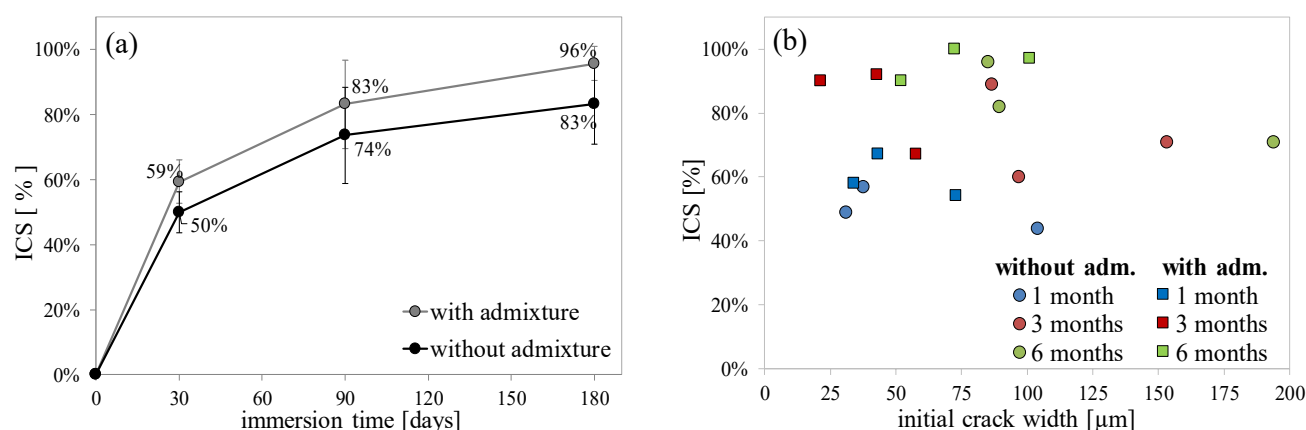 (a)
ICS [ % ]
100%
80%
60%
40%
20%
0%
59%
50%
83%
74%
96%
83%
with admixture
without admixture
0 30 60 90 120 150 180
immersion time [days]
(b)
ICS [%]
100%
80%
60%
40%
20%
0%
without adm. with adm.
1 month 1 month
3 months 3 months
6 months 6 months
0 25 50 75 100 125 150 175 200
initial crack width [µm]